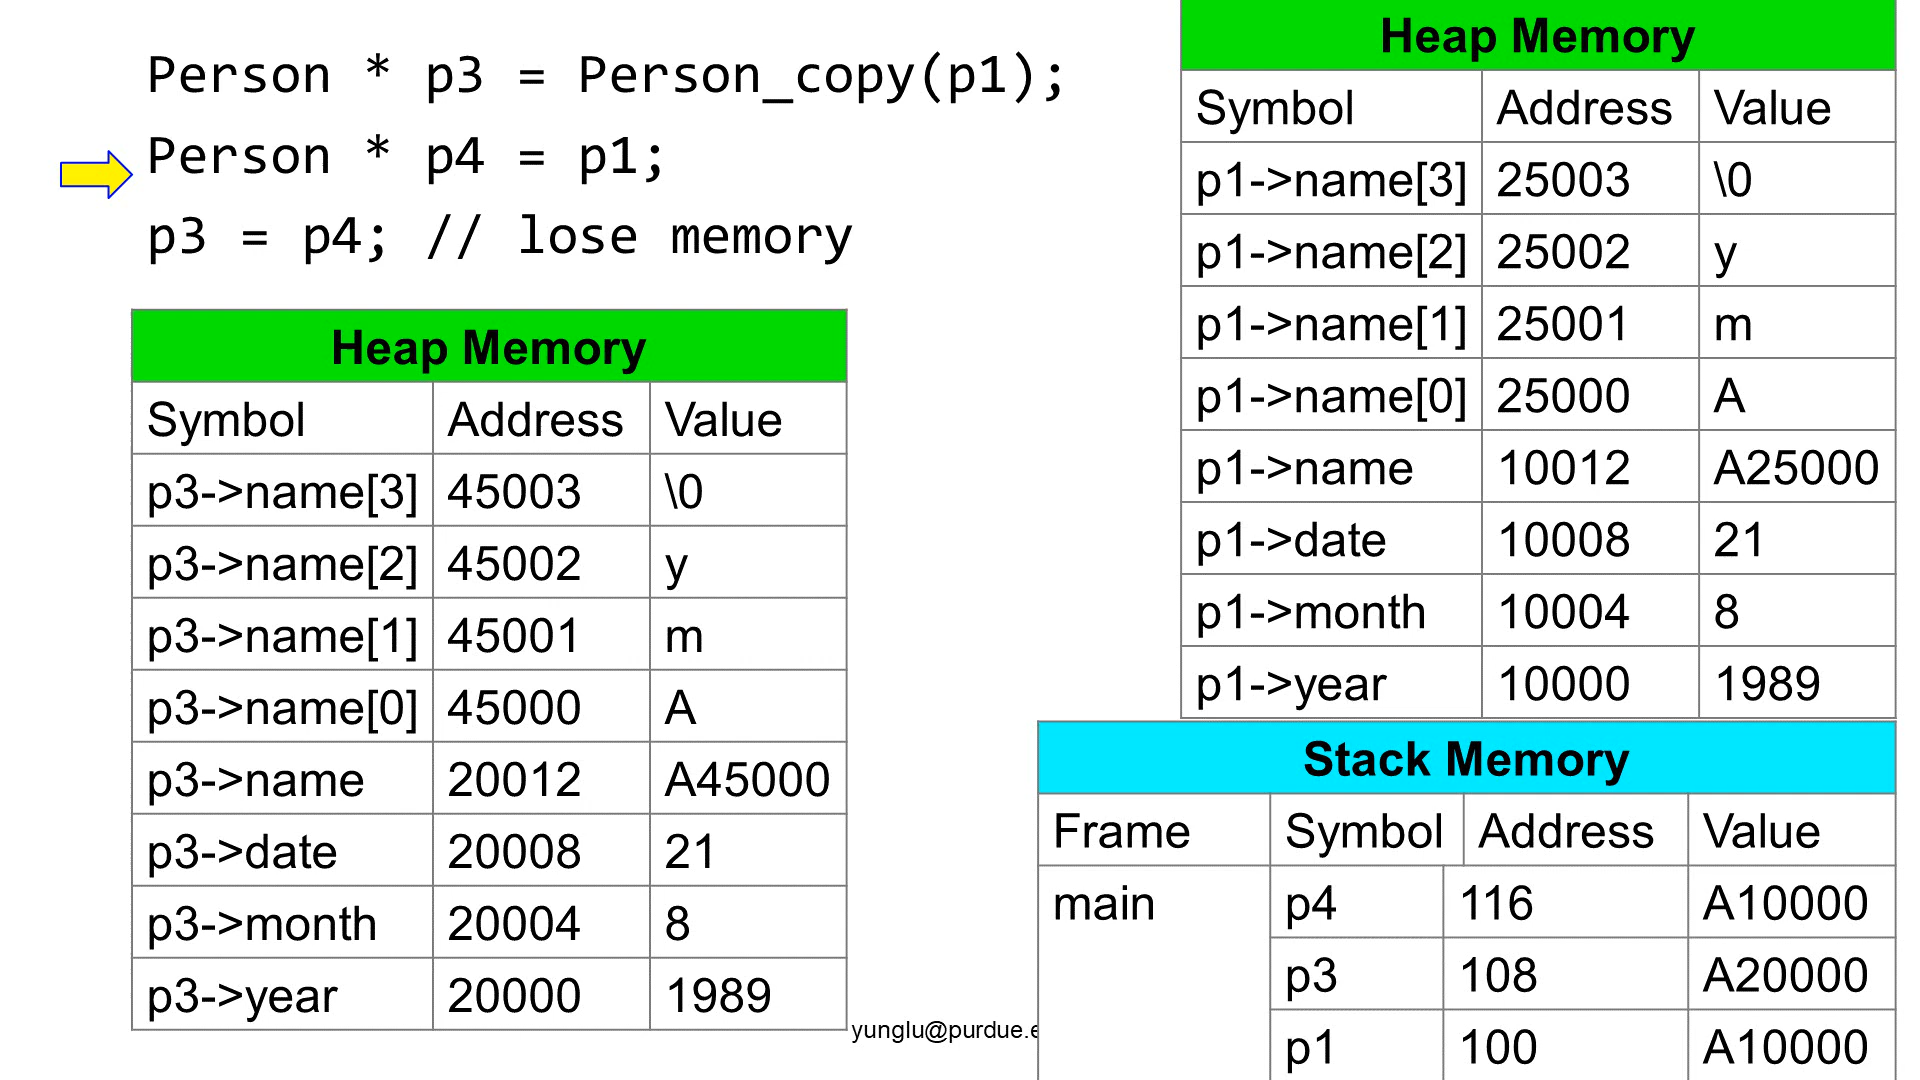 Person * p3 = Person_copy(p1);
Person * p4 = p1;
p3 = p4; // lose memory
Heap Memory
Symbol Address Value
p3->name[3] 45003 \0
p3->name[2] 45002 y
p3->name[1] 45001 m
p3->name[0] 45000 A
p3->name 20012 A45000
p3->date 20008 21
p3->month 20004 8
p3->year 20000 1989
Heap Memory
Symbol Address Value
p1->name[3] 25003 \0
p1->name[2] 25002 y
p1->name[1] 25001 m
p1->name[0] 25000 A
p1->name 10012 A25000
p1->date 10008 21
p1->month 10004 8
p1->year 10000 1989
Stack Memory
Frame Symbol Address Value
main p4 116 A10000
p3 108 A20000
p1 100 A10000
yunglu@purdue.e